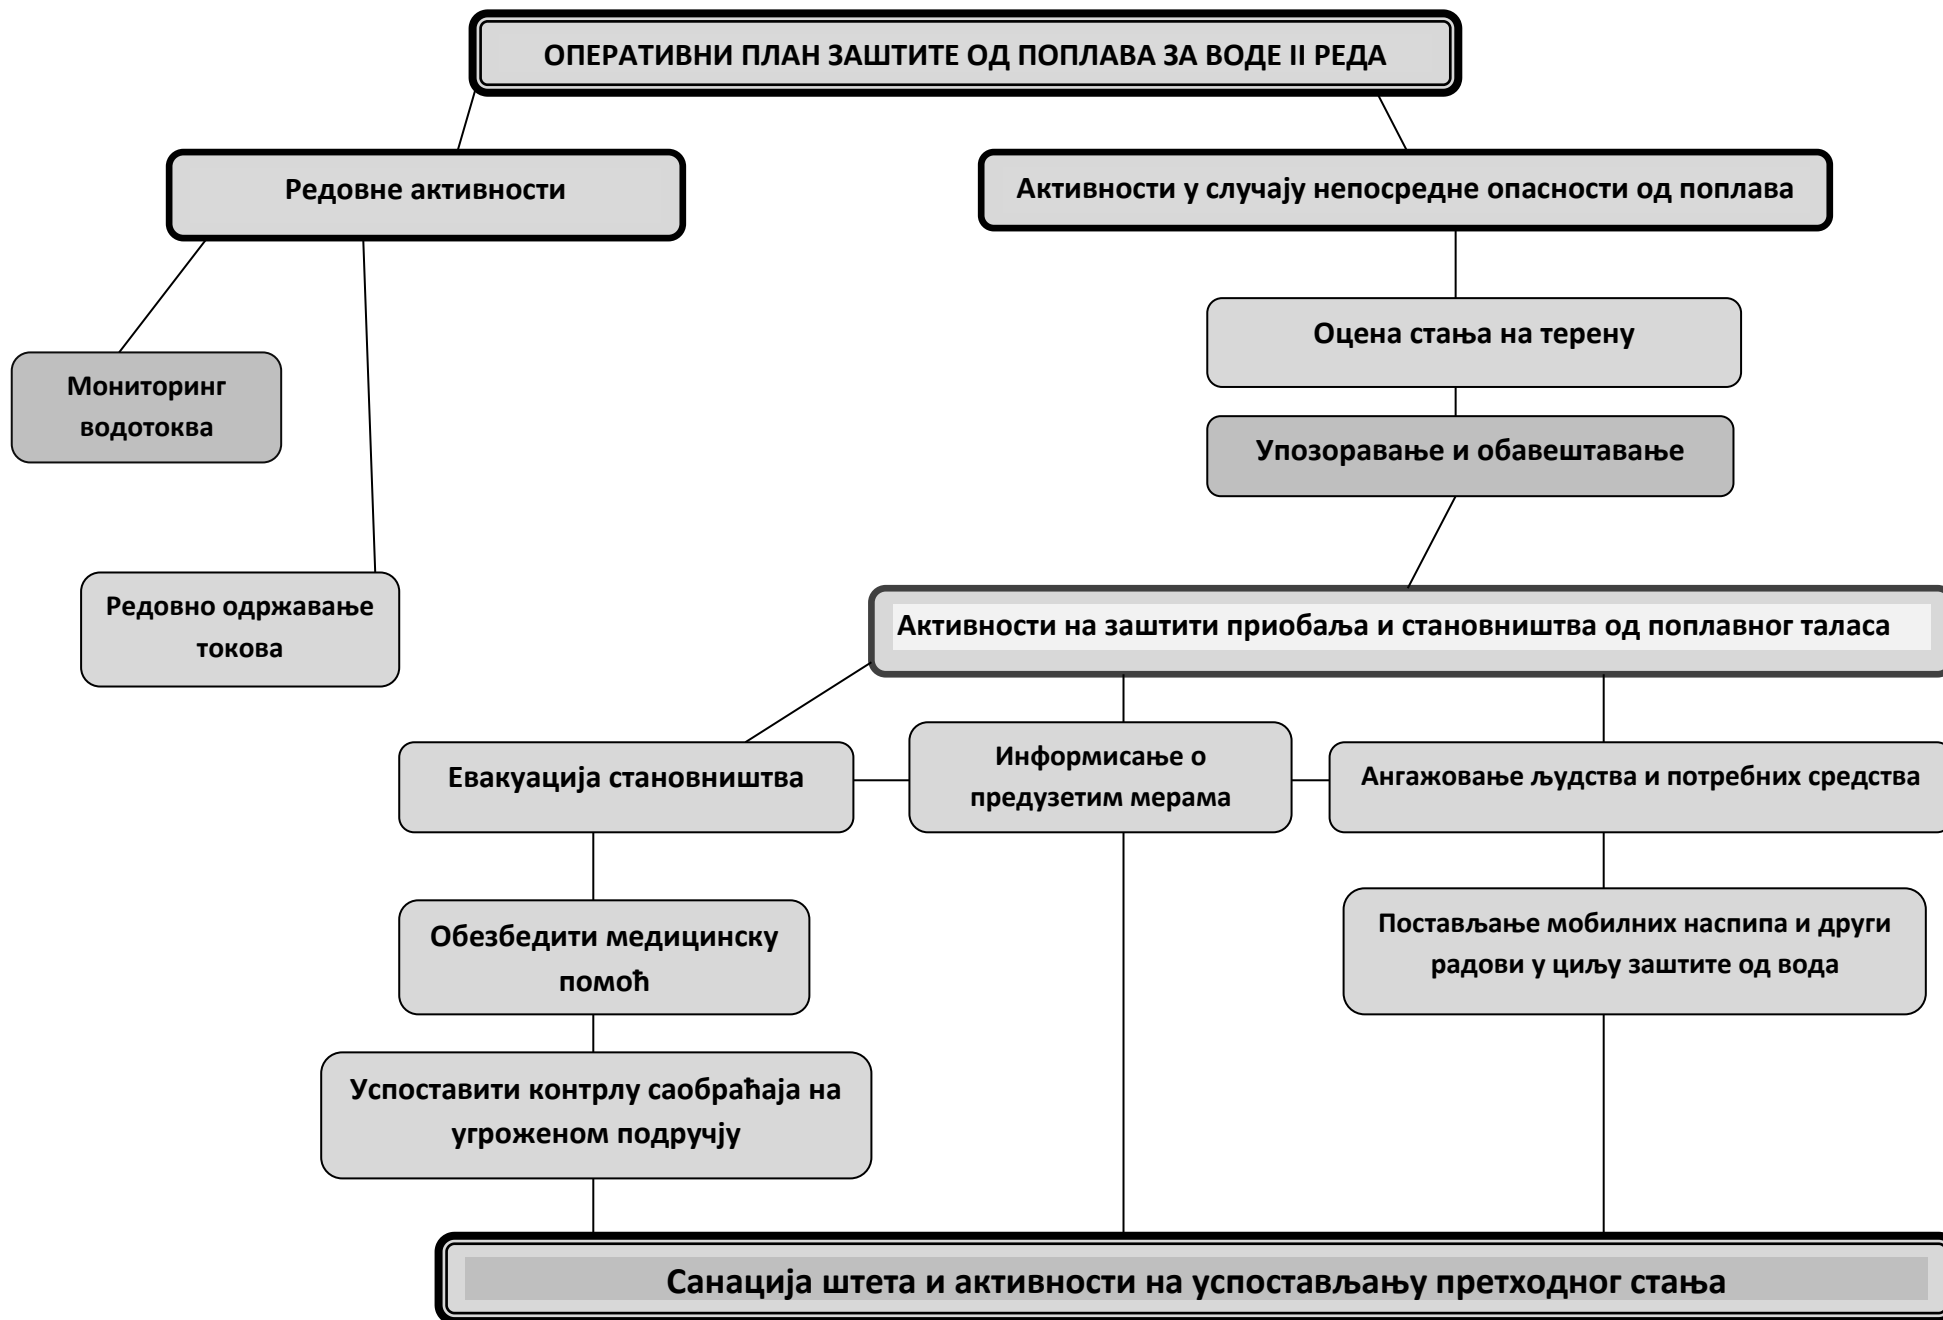 ОПЕРАТИВНИ ПЛАН ЗАШТИТЕ ОД ПОПЛАВА ЗА ВОДЕ II РЕДА
Редовне активности
Активности у случају непосредне опасности од поплава
Оцена стања на терену
Мониторинг
водотоква
Упозоравање и обавештавање
Редовно одржавање
токова
Активности на заштити приобаља и становништва од поплавног таласа
Евакуација становништва
Информисање о
предузетим мерама
Ангажовање људства и потребних средства
Обезбедити медицинску
помоћ
Постављање мобилних наспипа и други
радови у циљу заштите од вода
Успоставити контрлу саобраћаја на
угроженом подручју
Санација штета и активности на успостављању претходног стања